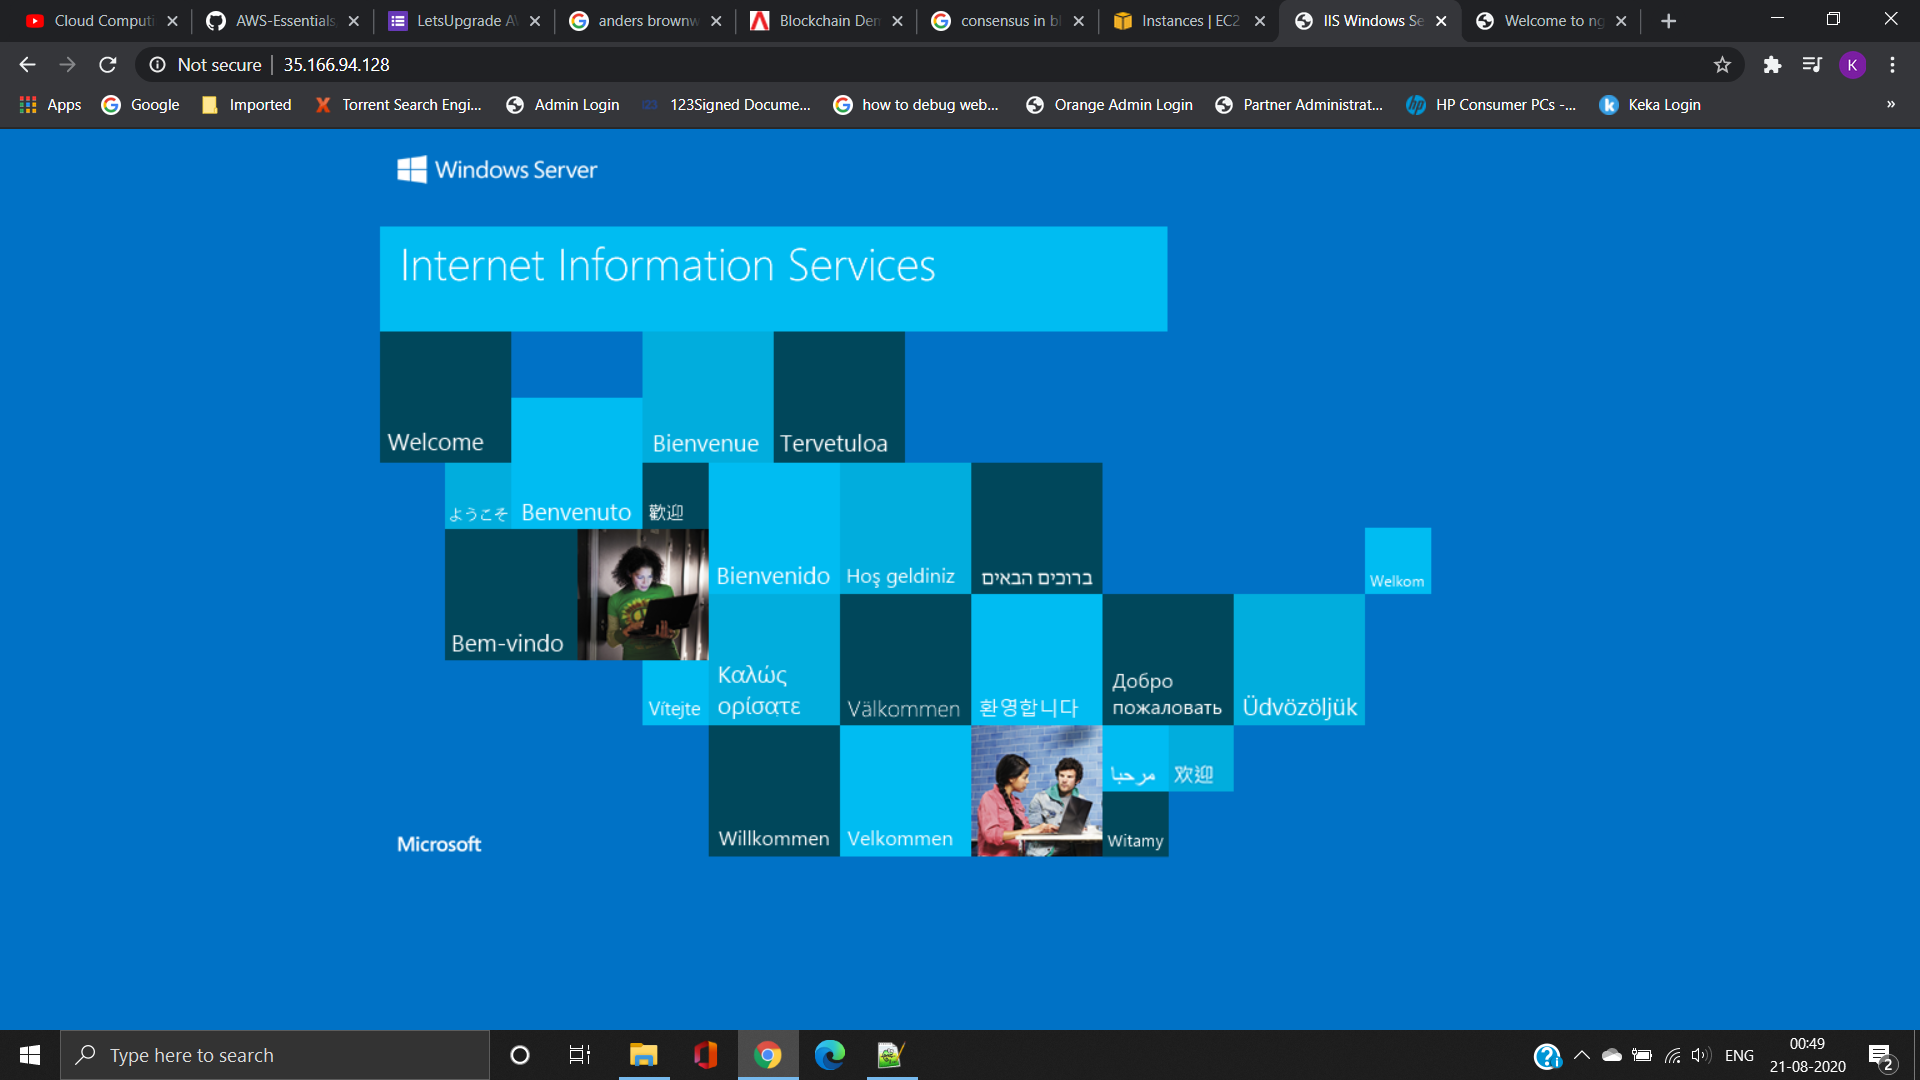 Cloud Computi
AWS-Essentials
LetsUpgrade A
anders brownw
Blockchain Den
consensus in bl
Instances | EC2
IIS Windows Se
Welcome to ng
Not secure
35.166.94.128
K
Apps
Google
Imported
Torrent Search Engi...
Admin Login
123Signed Docume...
how to debug web...
Orange Admin Login
Partner Administrat...
HP Consumer PCs -...
Keka Login
»
Windows Server
Internet Information Services
Welcome
Bienvenue
Tervetuloa
ようこそ
Benvenuto
歡迎
Bienvenido
Hoş geldiniz
ברוכים הבאים
Welkom
Bem-vindo
Vítejte
Καλώς
ορίσατε
Välkommen
환영합니다
Добро
пожаловать
Üdvözöljük
مرحبا
欢迎
Willkommen
Velkommen
Witamy
Microsoft
Type here to search
ENG
00:49
21-08-2020
2